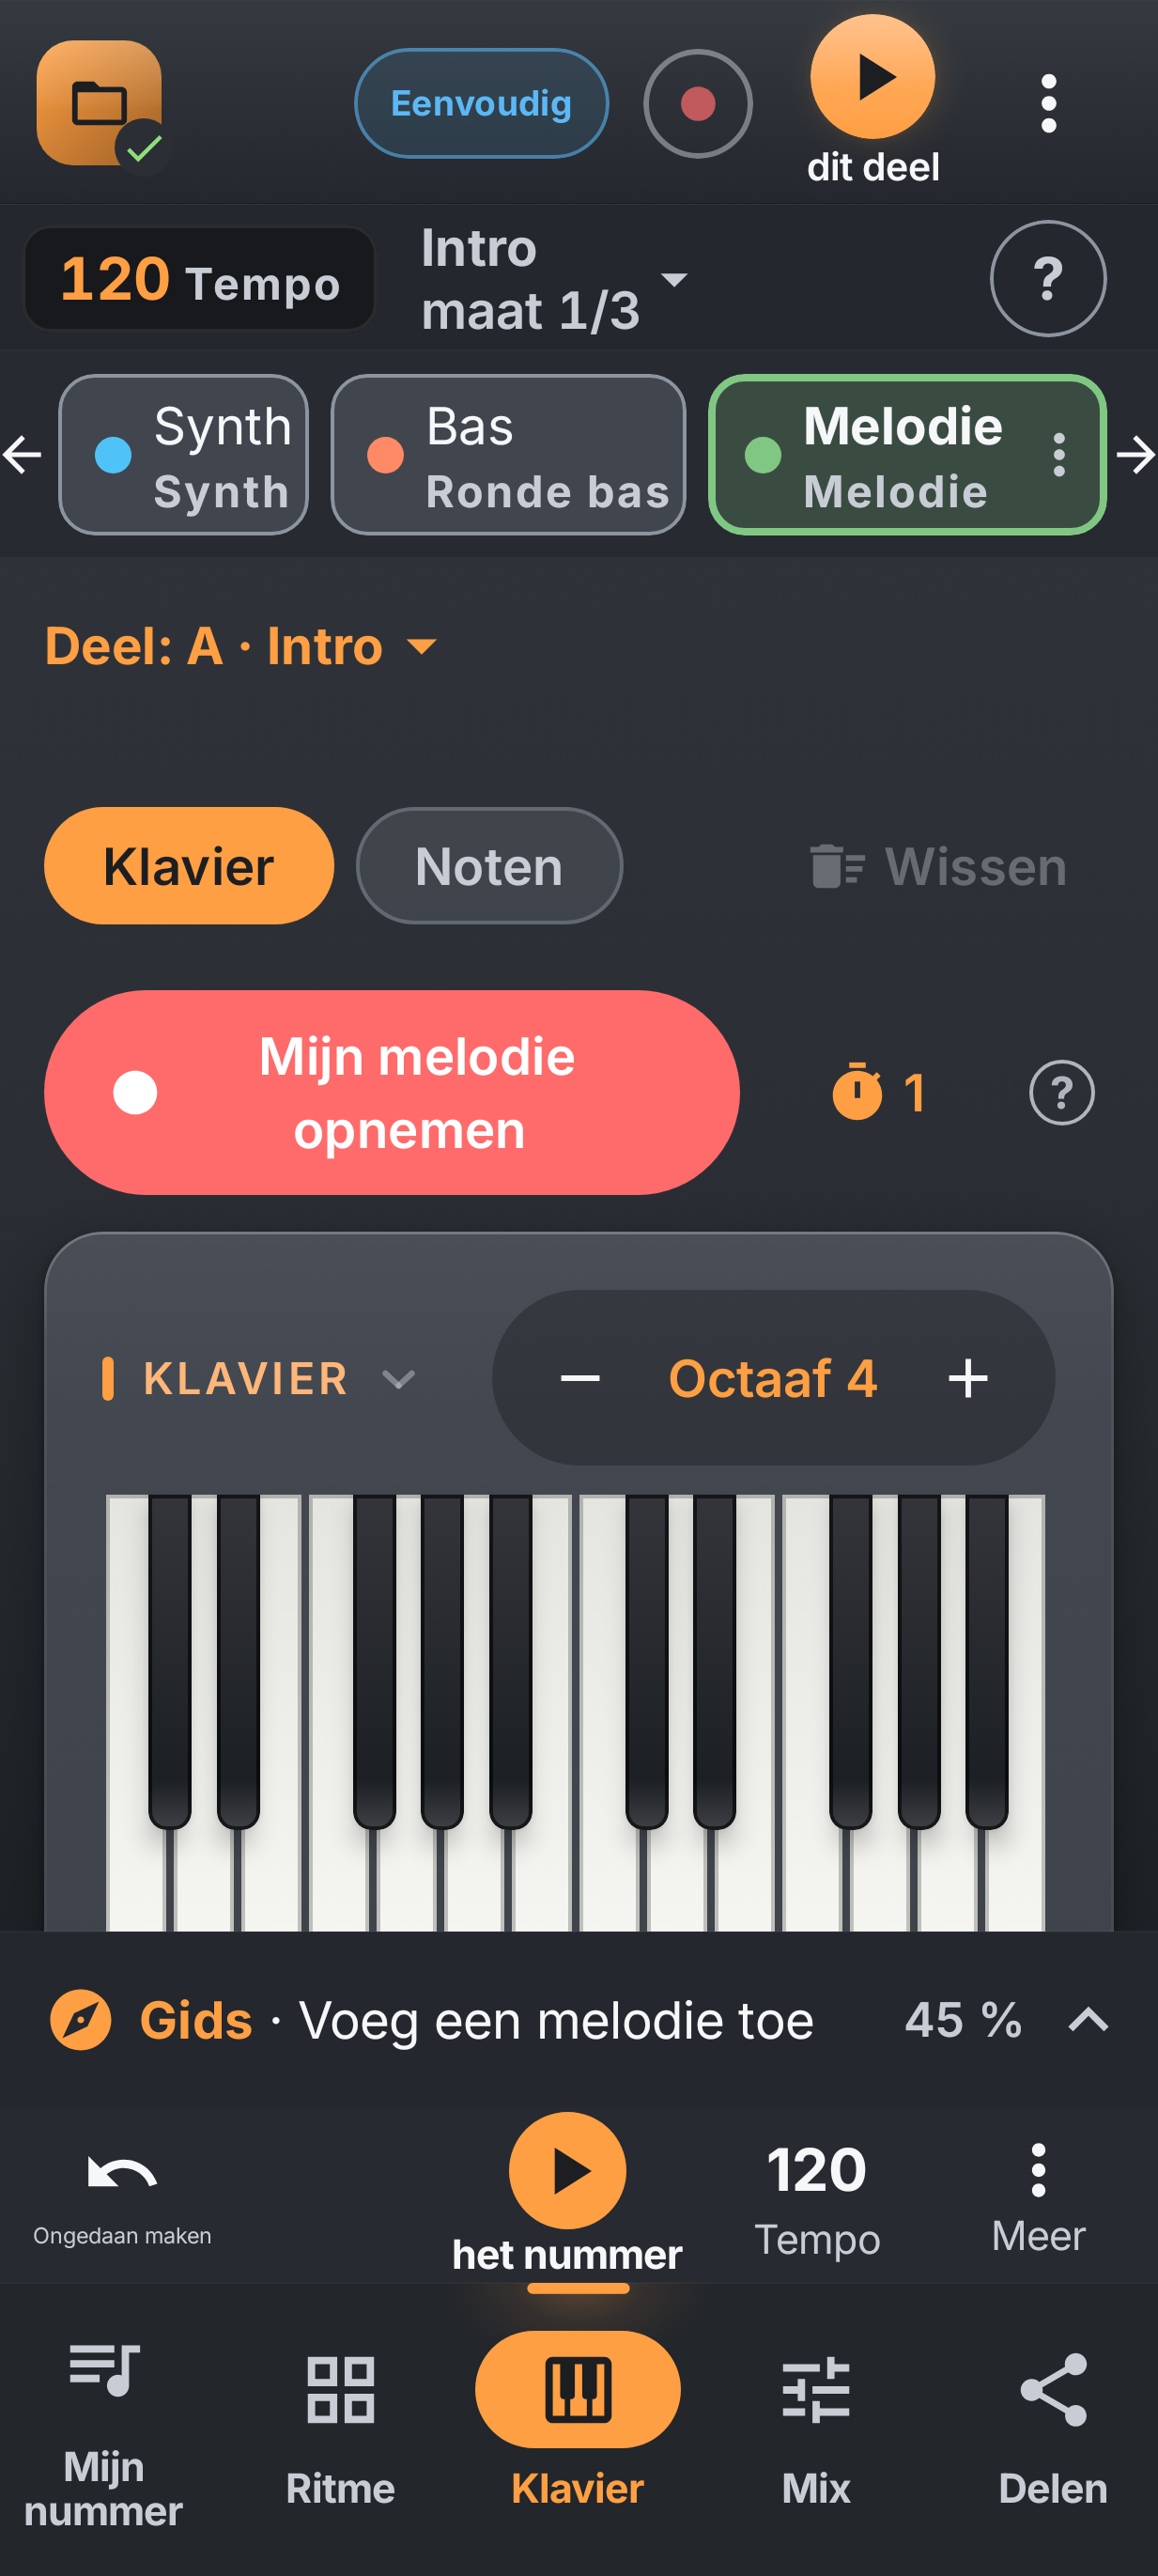 Eenvoudig
dit deel
120 Tempo
Intro
maat 1/3
?
Synth
Synth
Bas
Ronde bas
Melodie
Melodie
Deel: A · Intro
Klavier
Noten
Wissen
Mijn melodie
opnemen
1
?
KLAVIER
Octaaf 4
Gids · Voeg een melodie toe
45 %
Ongedaan maken
het nummer
120
Tempo
Meer
Mijn
nummer
Ritme
Klavier
Mix
Delen